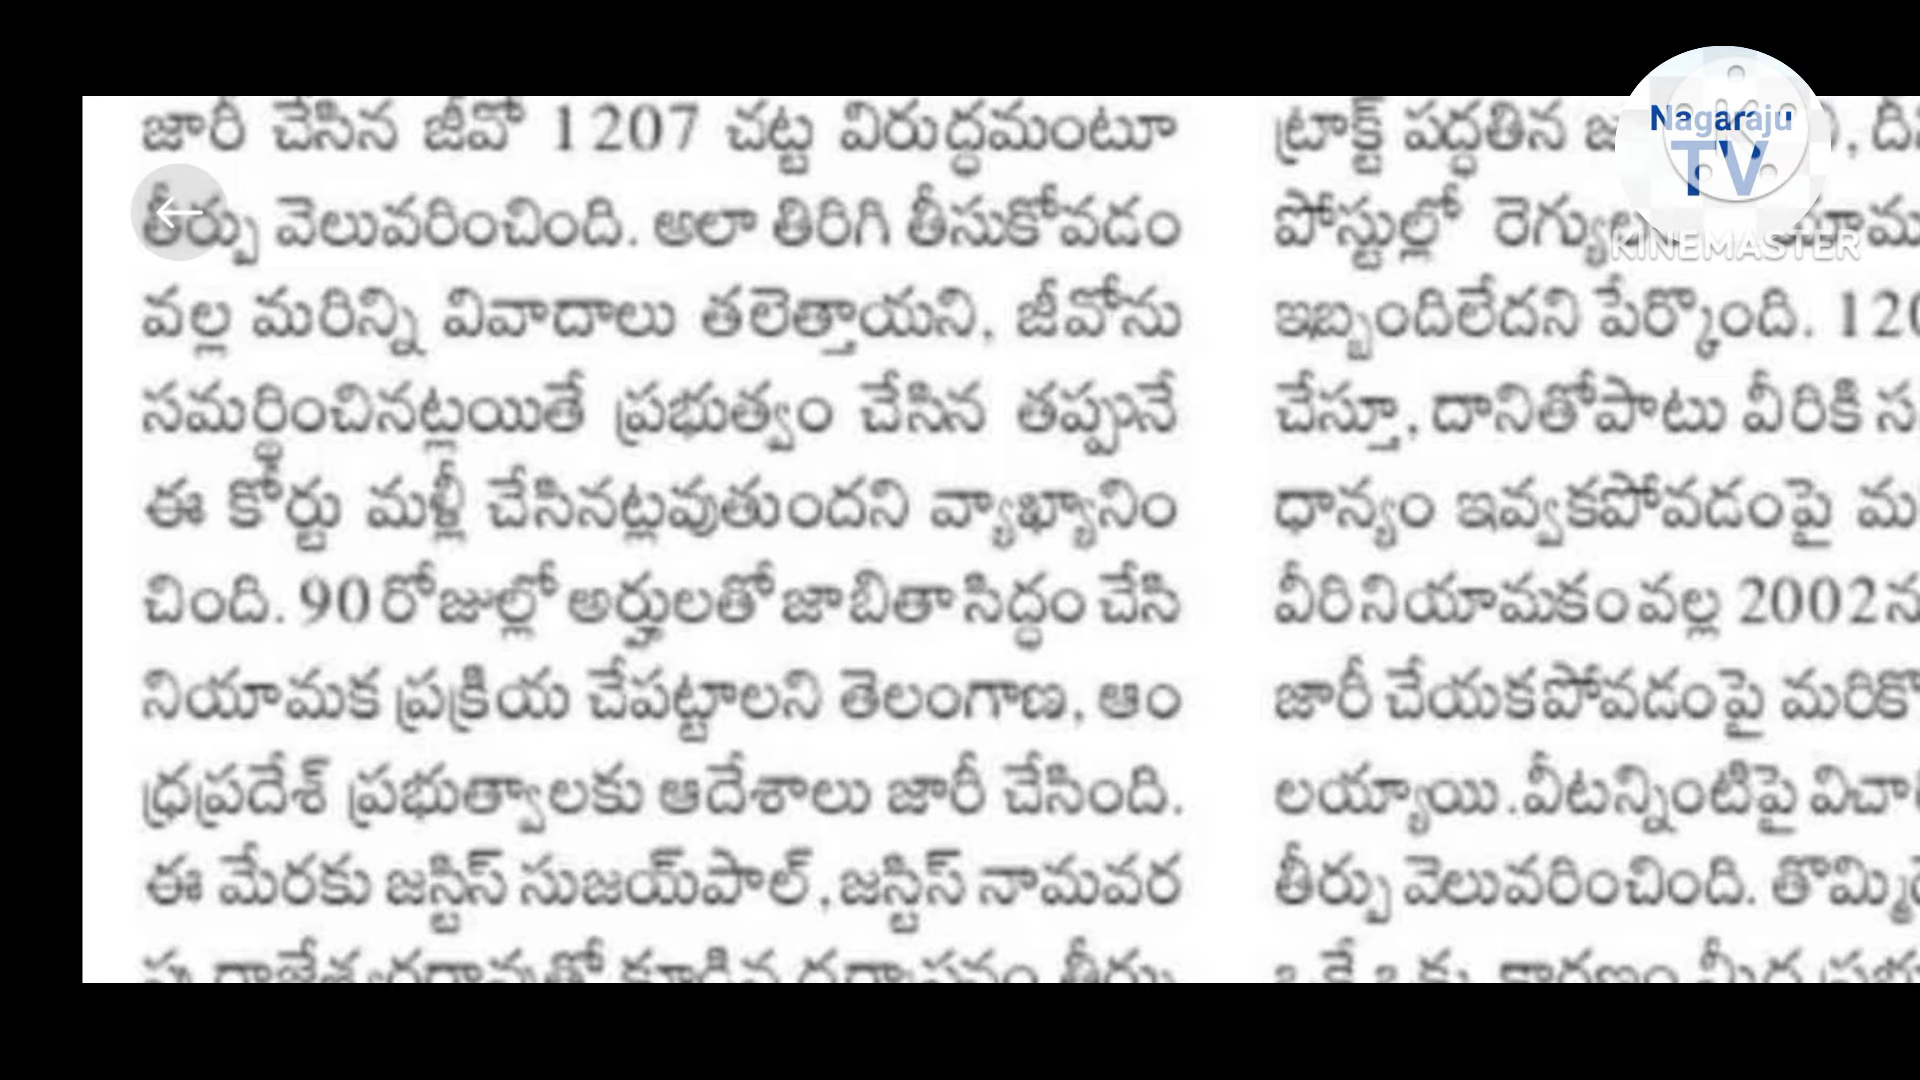 జారీ చేసిన జీవో 1207 చట్ట విరుద్ధమంటూ
తీర్పు వెలువరించింది. అలా తిరిగి తీసుకోవడం
వల్ల మరిన్ని వివాదాలు తలెత్తాయని, జీవోను
సమర్థించినట్లయితే ప్రభుత్వం చేసిన తప్పునే
ఈ కోర్టు మళ్లీ చేసినట్లవుతుందని వ్యాఖ్యానిం
చింది. 90 రోజుల్లో అర్హులతో జాబితా సిద్ధం చేసి
నియామక ప్రక్రియ చేపట్టాలని తెలంగాణ, ఆం
ధ్రప్రదేశ్ ప్రభుత్వాలకు ఆదేశాలు జారీ చేసింది.
ఈ మేరకు జస్టిస్ సుజయ్‌పాల్, జస్టిస్ నామవర
ట్రాక్ట్ పద్ధతిన
పోస్టుల్లో
ఇబ్బందిలేదని పేర్కొంది. 120
చేస్తూ, దానితోపాటు వీరికి స
ధాన్యం ఇవ్వకపోవడంపై మ
వీరి నియామకం వల్ల 2002 న
జారీ చేయకపోవడంపై మరికొ
లయ్యాయి. వీటన్నింటిపై విచా
తీర్పు వెలువరించింది. తొమ్మి
Nagaraju
TV
KINEMASTER